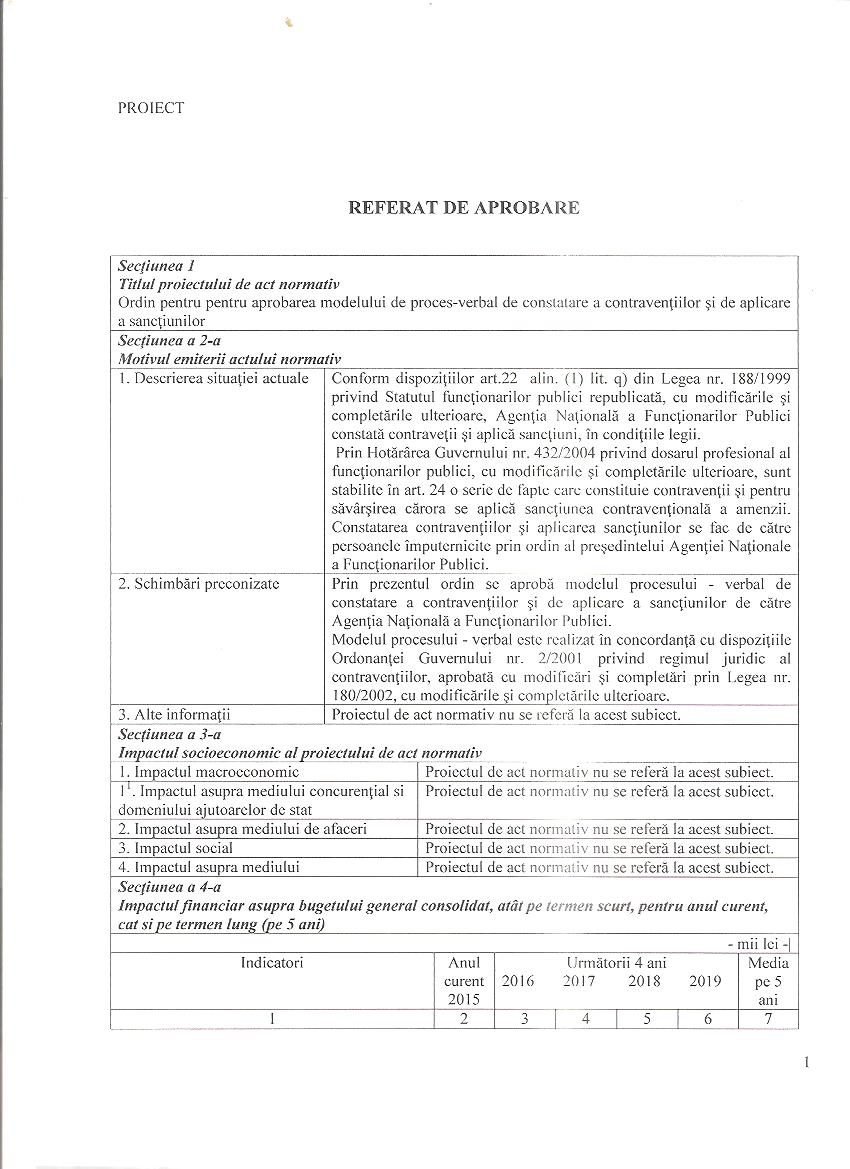 PROIECT
REFERAT DE APROBARE
Secţiunea 1
Titlul proiectului de act normativ
Ordin pentru pentru aprobarea modelului de proces-verbal de constatare a contravenţiilor şi de aplicare
a sancţiunilor
Secţiunea a 2-a
Motivul emiterii actului normativ
1. Descrierea situaţiei actuale
Conform dispoziţiilor art.22 alin. (1) lit. q) din Legea nr. 188/1999
privind Statutul funcţionarilor publici republicată, cu modificările şi
completările ulterioare, Agenţia Naţională a Funcţionarilor Publici
constată contraveţii şi aplică sancţiuni, în condiţiile legii.
Prin Hotărârea Guvernului nr. 432/2004 privind dosarul profesional al
funcţionarilor publici, cu modificările şi completările ulterioare, sunt
stabilite în art. 24 o serie de fapte care constituie contravenţii şi pentru
săvârşirea cărora se aplică sancţiunea contravenţională a amenzii.
Constatarea contravenţiilor şi aplicarea sancţiunilor se fac de către
persoanele împuternicite prin ordin al preşedintelui Agenţiei Naţionale
a Funcţionarilor Publici.
2. Schimbări preconizate
Prin prezentul ordin se aprobă modelul procesului - verbal de
constatare a contravenţiilor şi de aplicare a sancţiunilor de către
Agenţia Naţională a Funcţionarilor Publici.
Modelul procesului - verbal este realizat în concordanţă cu dispoziţiile
Ordonanţei Guvernului nr. 2/2001 privind regimul juridic al
contravenţiilor, aprobată cu modificări şi completări prin Legea nr.
180/2002, cu modificările şi completările ulterioare.
3. Alte informaţii
Proiectul de act normativ nu se referă la acest subiect.
Secţiunea a 3-a
Impactul socioeconomic al proiectului de act normativ
1. Impactul macroeconomic
Proiectul de act normativ nu se referă la acest subiect.
1¹. Impactul asupra mediului concurenţial si
domeniului ajutoarelor de stat
Proiectul de act normativ nu se referă la acest subiect.
2. Impactul asupra mediului de afaceri
Proiectul de act normativ nu se referă la acest subiect.
3. Impactul social
Proiectul de act normativ nu se referă la acest subiect.
4. Impactul asupra mediului
Proiectul de act normativ nu se referă la acest subiect.
Secţiunea a 4-a
Impactul financiar asupra bugetului general consolidat, atât pe termen scurt, pentru anul curent,
cat si pe termen lung (pe 5 ani)
- mii lei -
Indicatori
Anul
curent
2015
Următorii 4 ani
2016 2017 2018 2019
Media
pe 5
ani
1 2 3 4 5 6 7
1